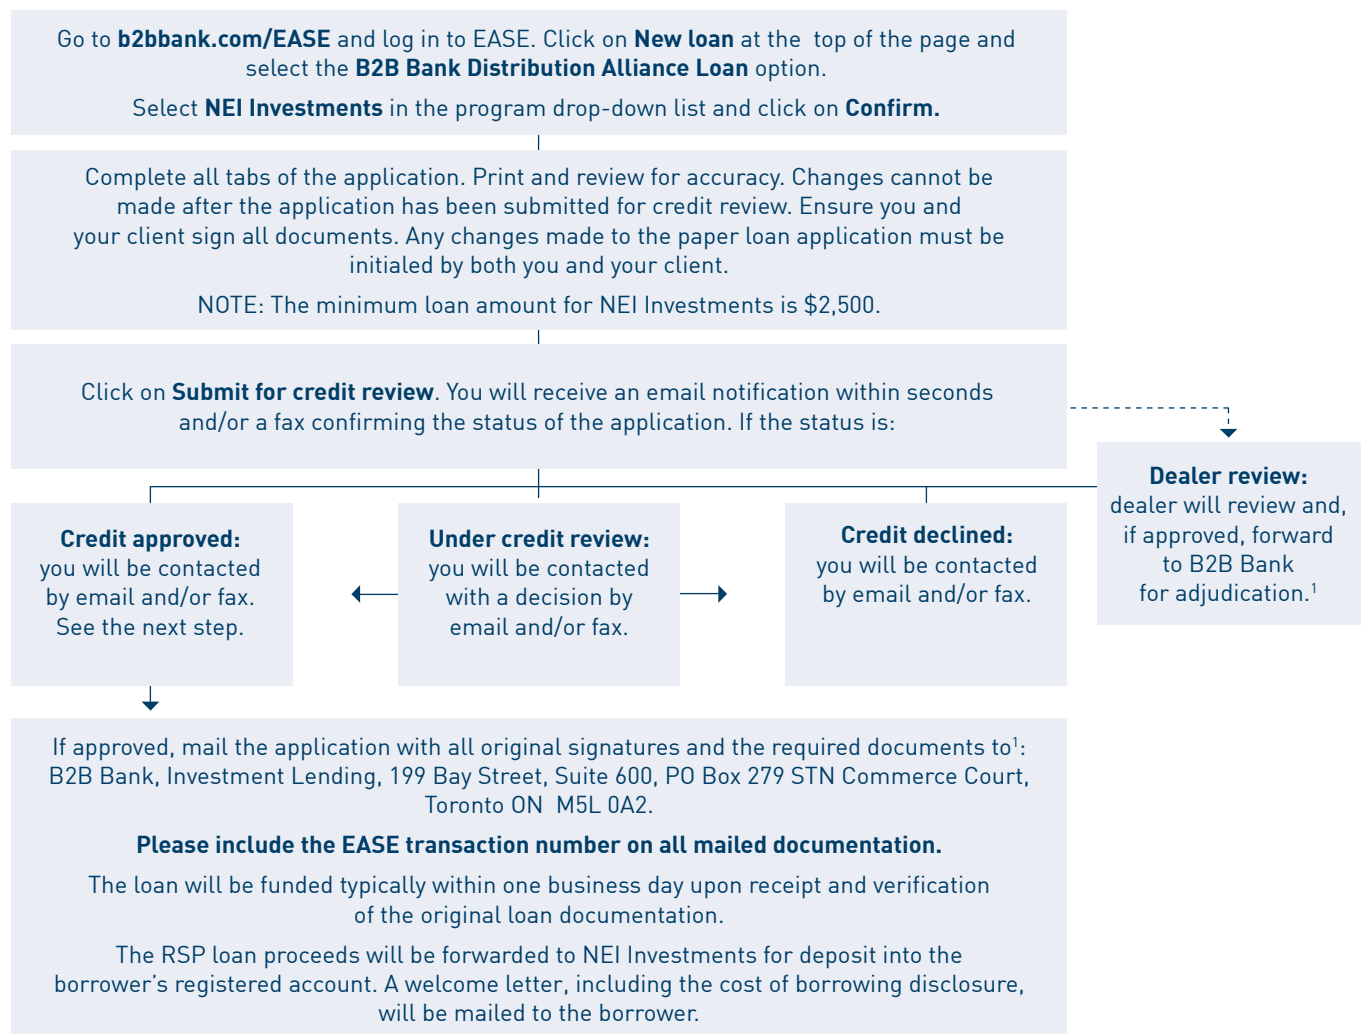 Go to b2bbank.com/EASE and log in to EASE. Click on New loan at the top of the page and
select the B2B Bank Distribution Alliance Loan option.
Select NEI Investments in the program drop-down list and click on Confirm.
Complete all tabs of the application. Print and review for accuracy. Changes cannot be
made after the application has been submitted for credit review. Ensure you and
your client sign all documents. Any changes made to the paper loan application must be
initialed by both you and your client.
NOTE: The minimum loan amount for NEI Investments is $2,500.
Click on Submit for credit review. You will receive an email notification within seconds
and/or a fax confirming the status of the application. If the status is:
Credit approved:
you will be contacted
by email and/or fax.
See the next step.
Under credit review:
you will be contacted
with a decision by
email and/or fax.
Credit declined:
you will be contacted
by email and/or fax.
Dealer review:
dealer will review and,
if approved, forward
to B2B Bank
for adjudication.¹
If approved, mail the application with all original signatures and the required documents to¹:
B2B Bank, Investment Lending, 199 Bay Street, Suite 600, PO Box 279 STN Commerce Court,
Toronto ON M5L 0A2.
Please include the EASE transaction number on all mailed documentation.
The loan will be funded typically within one business day upon receipt and verification
of the original loan documentation.
The RSP loan proceeds will be forwarded to NEI Investments for deposit into the
borrower's registered account. A welcome letter, including the cost of borrowing disclosure,
will be mailed to the borrower.